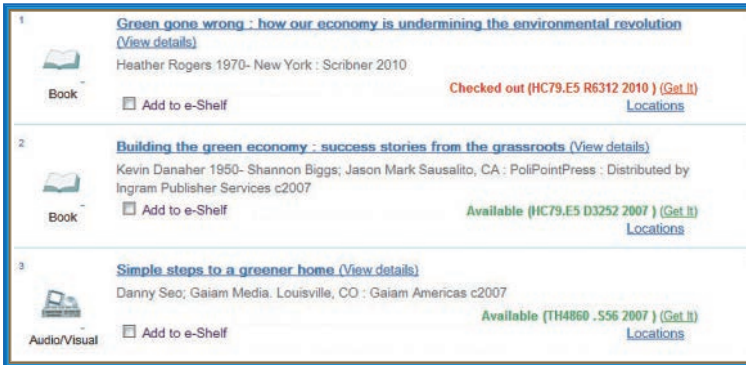 1
Green gone wrong : how our economy is undermining the environmental revolution
(View details)
Heather Rogers 1970- New York : Scribner 2010
Checked out (HC79.E5 R6312 2010 ) (Get It)
Book
Add to e-Shelf
Locations
2
Building the green economy : success stories from the grassroots (View details)
Kevin Danaher 1950- Shannon Biggs; Jason Mark Sausalito, CA : PoliPointPress : Distributed by
Ingram Publisher Services c2007
Book
Add to e-Shelf
Available (HC79.E5 D3252 2007 ) (Get It)
Locations
3
Simple steps to a greener home (View details)
Danny Seo; Gaiam Media. Louisville, CO : Gaiam Americas c2007
Available (TH4860 .S56 2007 ) (Get It)
Audio/Visual
Add to e-Shelf
Locations